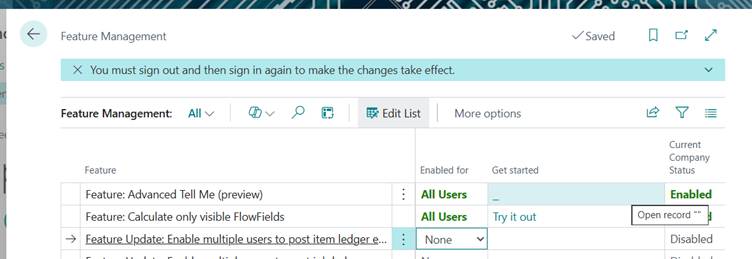 Feature Management
Saved
You must sign out and then sign in again to make the changes take effect.
Feature Management: All Edit List More options
Current
Company
Feature Enabled for Get started Status
Feature: Advanced Tell Me (preview) All Users _ Enabled
Feature: Calculate only visible FlowFields All Users Try it out
Open record ""
Feature Update: Enable multiple users to post item ledger e... None Disabled